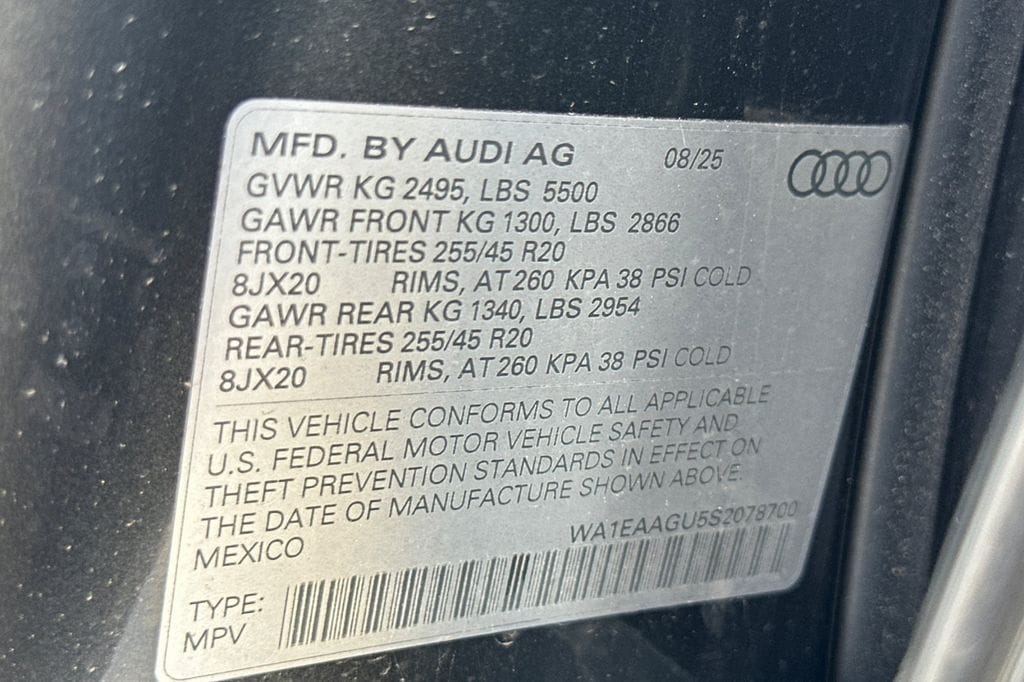 MFD. BY AUDI AG 08/25
GVWR KG 2495, LBS 5500
GAWR FRONT KG 1300, LBS 2866
FRONT-TIRES 255/45 R20
8JX20 RIMS, AT 260 KPA 38 PSI COLD
GAWR REAR KG 1340, LBS 2954
REAR-TIRES 255/45 R20
8JX20 RIMS, AT 260 KPA 38 PSI COLD
THIS VEHICLE CONFORMS TO ALL APPLICABLE
U.S. FEDERAL MOTOR VEHICLE SAFETY AND
THEFT PREVENTION STANDARDS IN EFFECT ON
THE DATE OF MANUFACTURE SHOWN ABOVE.
MEXICO WA1EAAGU5S2078700
TYPE:
MPV